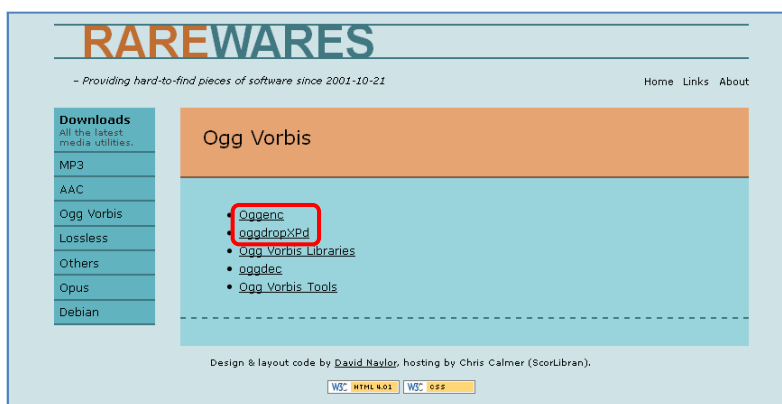 RAREWARES
– Providing hard-to-find pieces of software since 2001-10-21
Home Links About
Downloads
All the latest
media utilities.
MP3
AAC
Ogg Vorbis
Lossless
Others
Opus
Debian
Ogg Vorbis
Oggenc
oggdropXPd
Ogg Vorbis Libraries
oggdec
Ogg Vorbis Tools
Design & layout code by David Naylor, hosting by Chris Calmer (ScorLibran).
W3C HTML 4.01 W3C CSS